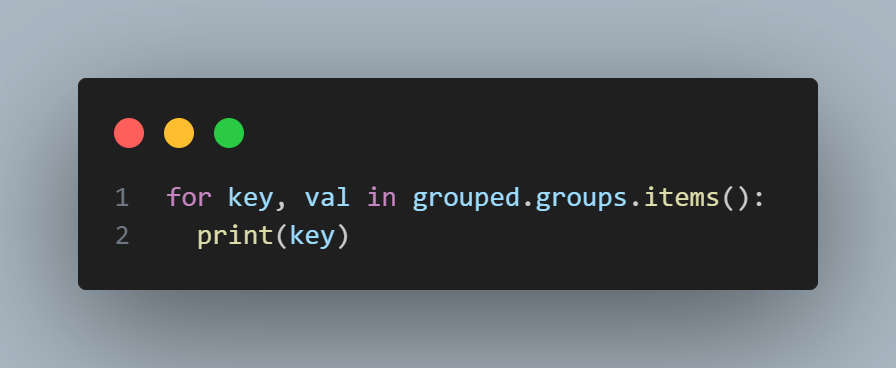 1 for key, val in grouped.groups.items():
2   print(key)